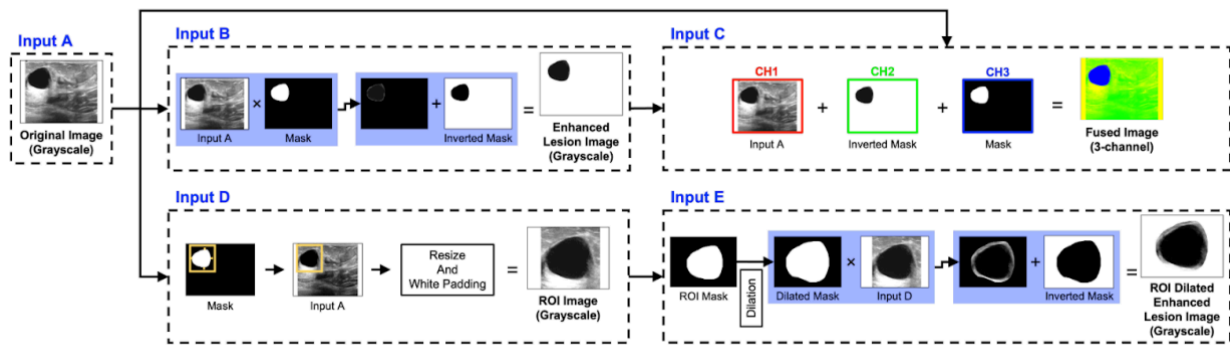 Input A
Original Image
(Grayscale)
Input B
×
+
=
Input A
Mask
Inverted Mask
Enhanced
Lesion Image
(Grayscale)
Input C
CH1
CH2
CH3
+
+
=
Input A
Inverted Mask
Mask
Fused Image
(3-channel)
Input D
Mask
Input A
Resize
And
White Padding
=
ROI Image
(Grayscale)
Input E
ROI Mask
Dilation
Dilated Mask
×
Input D
+
Inverted Mask
=
ROI Dilated
Enhanced
Lesion Image
(Grayscale)